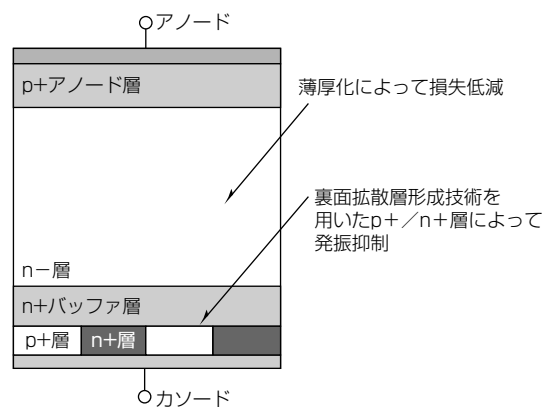 アノード
p+アノード層
薄厚化によって損失低減
裏面拡散層形成技術を
用いたp+/n+層によって
発振抑制
n-層
n+バッファ層
p+層 n+層
カソード